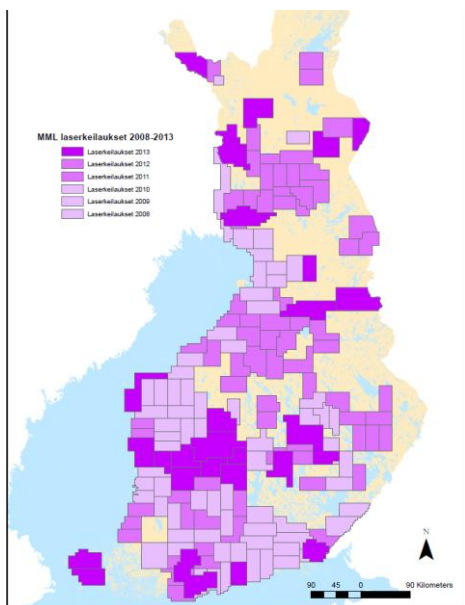 MML laserkeilaukset 2008-2013
Laserkeilaukset 2013
Laserkeilaukset 2012
Laserkeilaukset 2011
Laserkeilaukset 2010
Laserkeilaukset 2009
Laserkeilaukset 2008
N
90 45 0 90 Kilometers